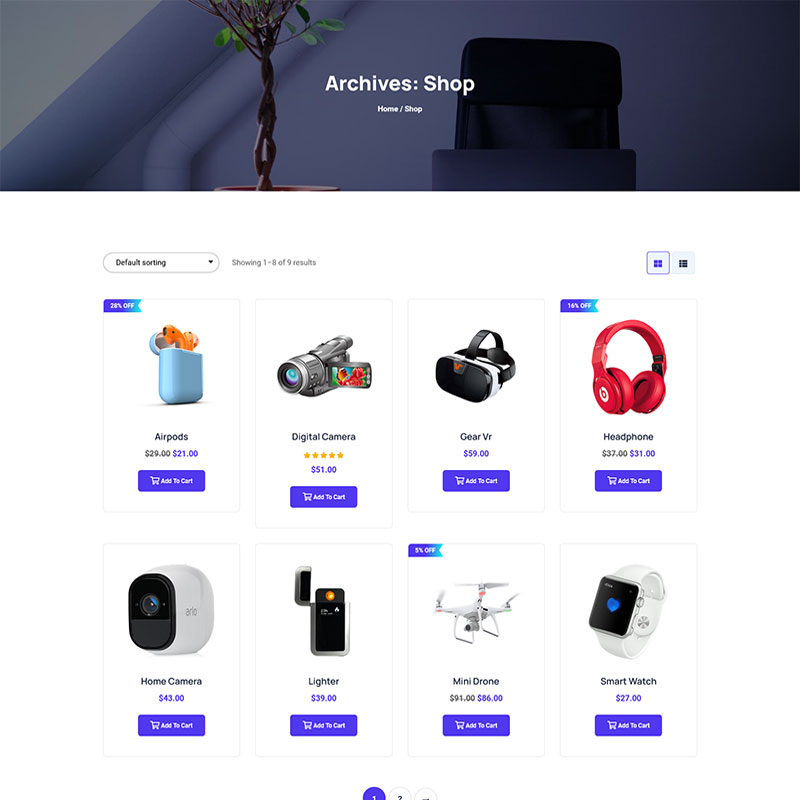 Archives: Shop
Home / Shop
Default sorting
Showing 1–8 of 9 results
28% OFF
16% OFF
Airpods
$29.00 $21.00
Add To Cart
Digital Camera
$51.00
Add To Cart
Gear Vr
$59.00
Add To Cart
Headphone
$37.00 $31.00
Add To Cart
5% OFF
arlo
Home Camera
$43.00
Add To Cart
Lighter
$39.00
Add To Cart
Mini Drone
$91.00 $86.00
Add To Cart
Smart Watch
$27.00
Add To Cart
1 2 →